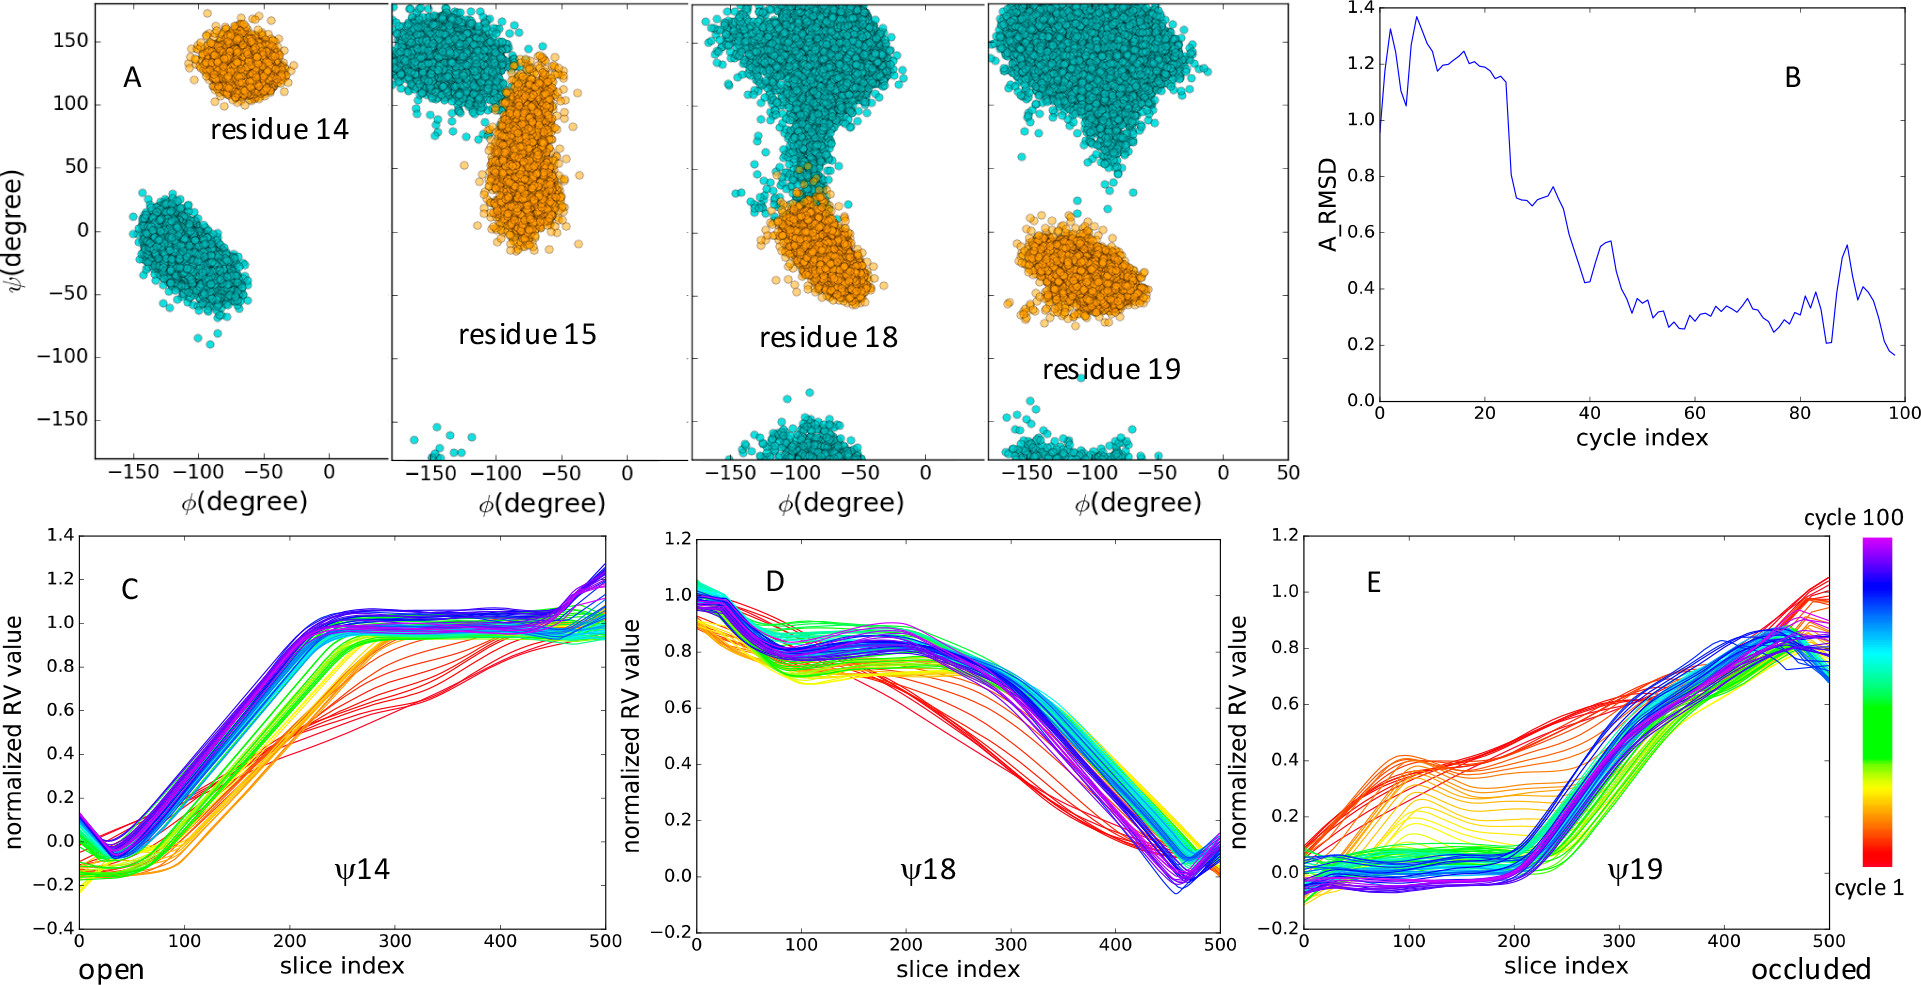 A
residue 14
residue 15
residue 18
residue 19
150
100
50
0
−50
−100
−150
ψ(degree)
−150 −100 −50 0
−150 −100 −50 0
−150 −100 −50 0
−150 −100 −50 0 50
ϕ(degree)
ϕ(degree)
ϕ(degree)
ϕ(degree)
B
1.4
1.2
1.0
0.8
0.6
0.4
0.2
0.0
A_RMSD
0 20 40 60 80 100
cycle index
C
1.4
1.2
1.0
0.8
0.6
0.4
0.2
0.0
−0.2
−0.4
normalized RV value
ψ14
0 100 200 300 400 500
open
slice index
D
1.2
1.0
0.8
0.6
0.4
0.2
0.0
−0.2
normalized RV value
ψ18
0 100 200 300 400 500
slice index
E
1.2
1.0
0.8
0.6
0.4
0.2
0.0
−0.2
normalized RV value
ψ19
0 100 200 300 400 500
slice index
occluded
cycle 100
cycle 1